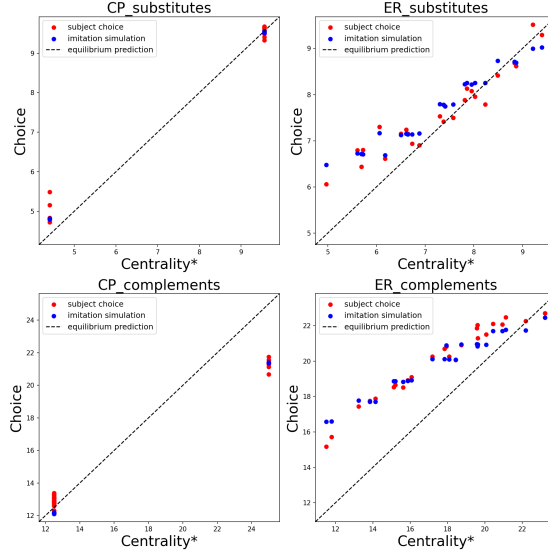 CP_substitutes
subject choice
imitation simulation
equilibrium prediction
Choice
9
8
7
6
5
5
6
7
8
9
Centrality*
ER_substitutes
subject choice
imitation simulation
equilibrium prediction
Choice
9
8
7
6
5
5
6
7
8
9
Centrality*
CP_complements
subject choice
imitation simulation
equilibrium prediction
Choice
24
22
20
18
16
14
12
12
14
16
18
20
22
24
Centrality*
ER_complements
subject choice
imitation simulation
equilibrium prediction
Choice
22
20
18
16
14
12
12
14
16
18
20
22
Centrality*